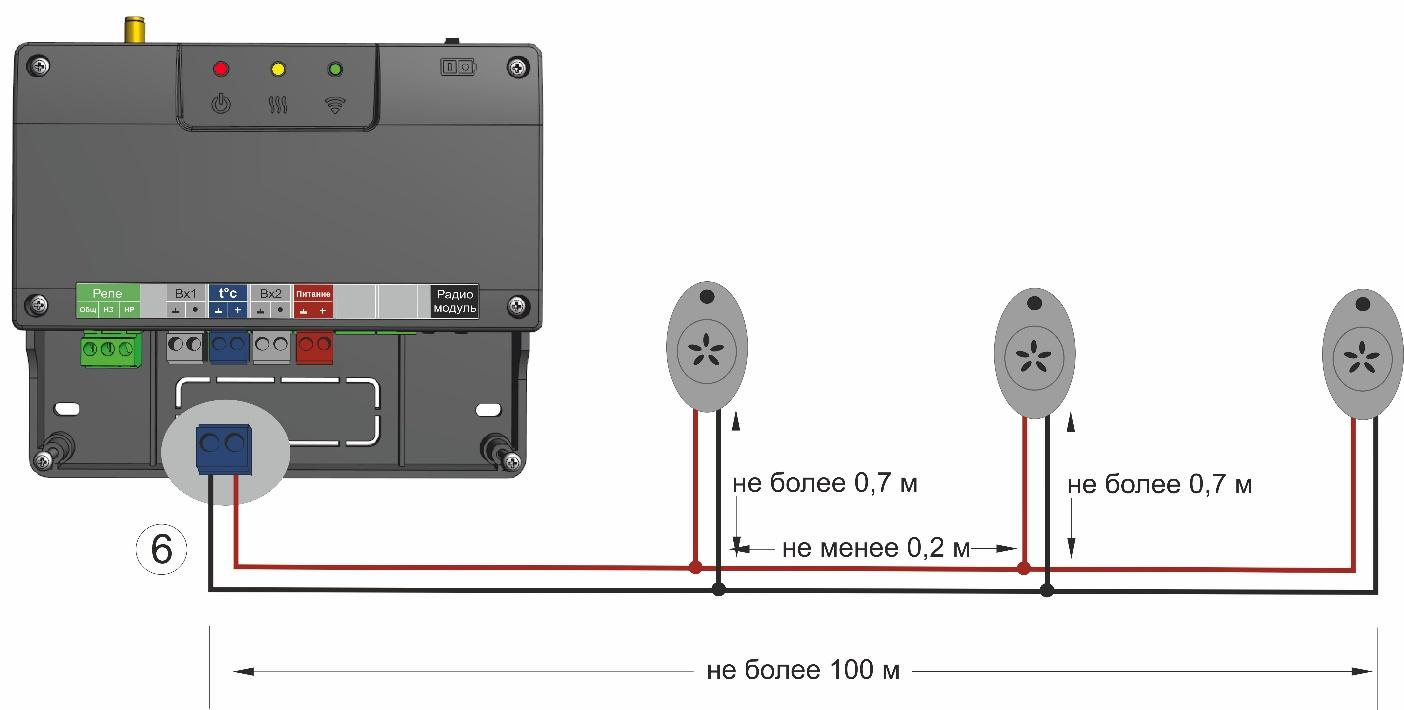 Реле
Вх1
t°c
Вх2
Питание
Радио
модуль
Общ НЗ НР
+
+
не более 0,7 м
не более 0,7 м
не менее 0,2 м
6
не более 100 м